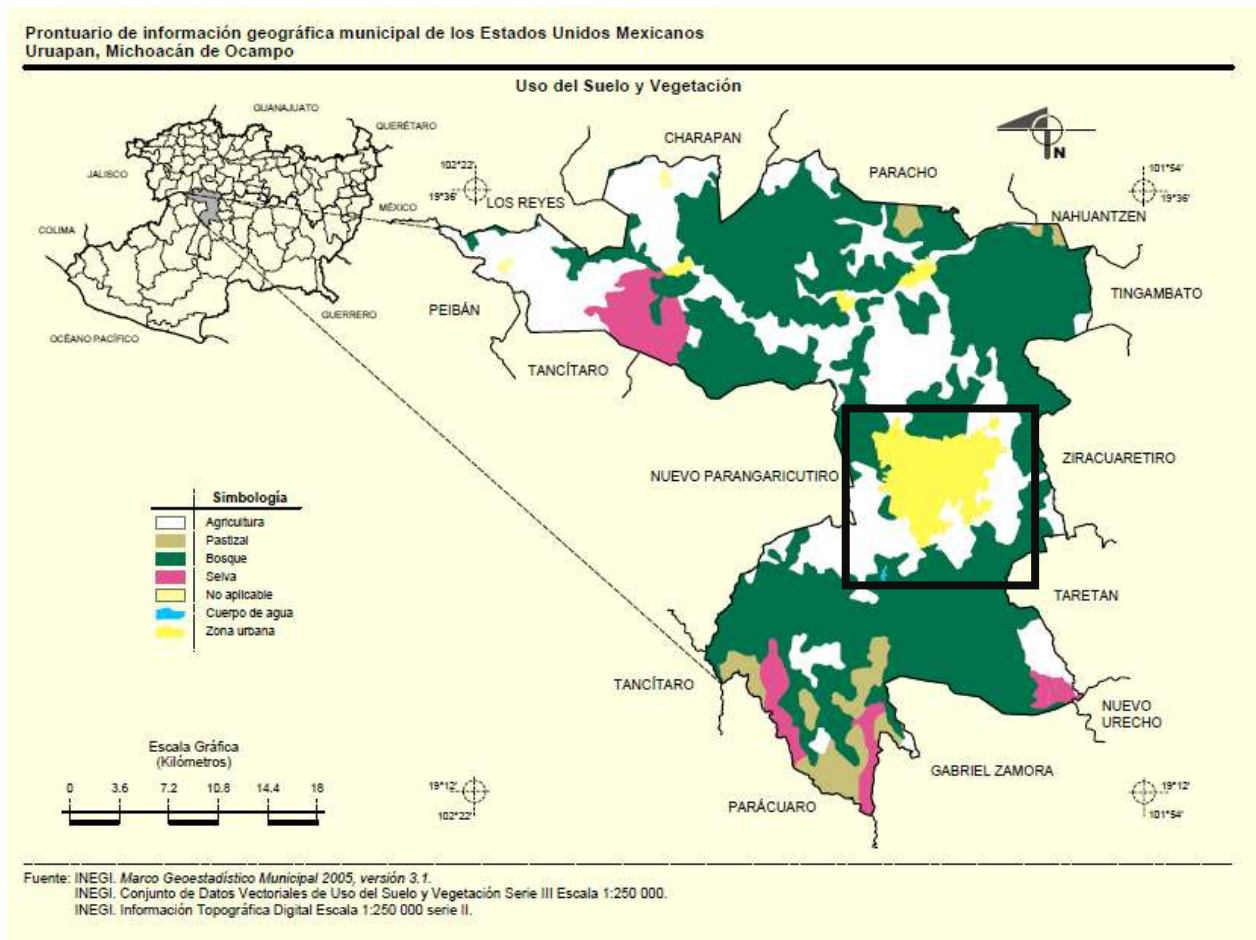 Prontuario de información geográfica municipal de los Estados Unidos Mexicanos
Uruapan, Michoacán de Ocampo
Uso del Suelo y Vegetación
GUANAJUATO
QUERÉTARO
JALISCO
MÉXICO
COLIMA
GUERRERO
OCÉANO PACÍFICO
CHARAPAN
PARACHO
N
102°22'
19°36'
101°54'
19°36'
LOS REYES
NAHUANTZEN
TINGAMBATO
PEIBÁN
TANCÍTARO
NUEVO PARANGARICUTIRO
ZIRACUARETIRO
TARETAN
TANCÍTARO
NUEVO
URECHO
GABRIEL ZAMORA
PARÁCUARO
Simbología
Agricultura
Pastizal
Bosque
Selva
No aplicable
Cuerpo de agua
Zona urbana
Escala Gráfica
(Kilómetros)
0 3.6 7.2 10.8 14.4 18
19°12'
102°22'
19°12'
101°54'
Fuente: INEGI. Marco Geoestadístico Municipal 2005, versión 3.1.
INEGI. Conjunto de Datos Vectoriales de Uso del Suelo y Vegetación Serie III Escala 1:250 000.
INEGI. Información Topográfica Digital Escala 1:250 000 serie II.